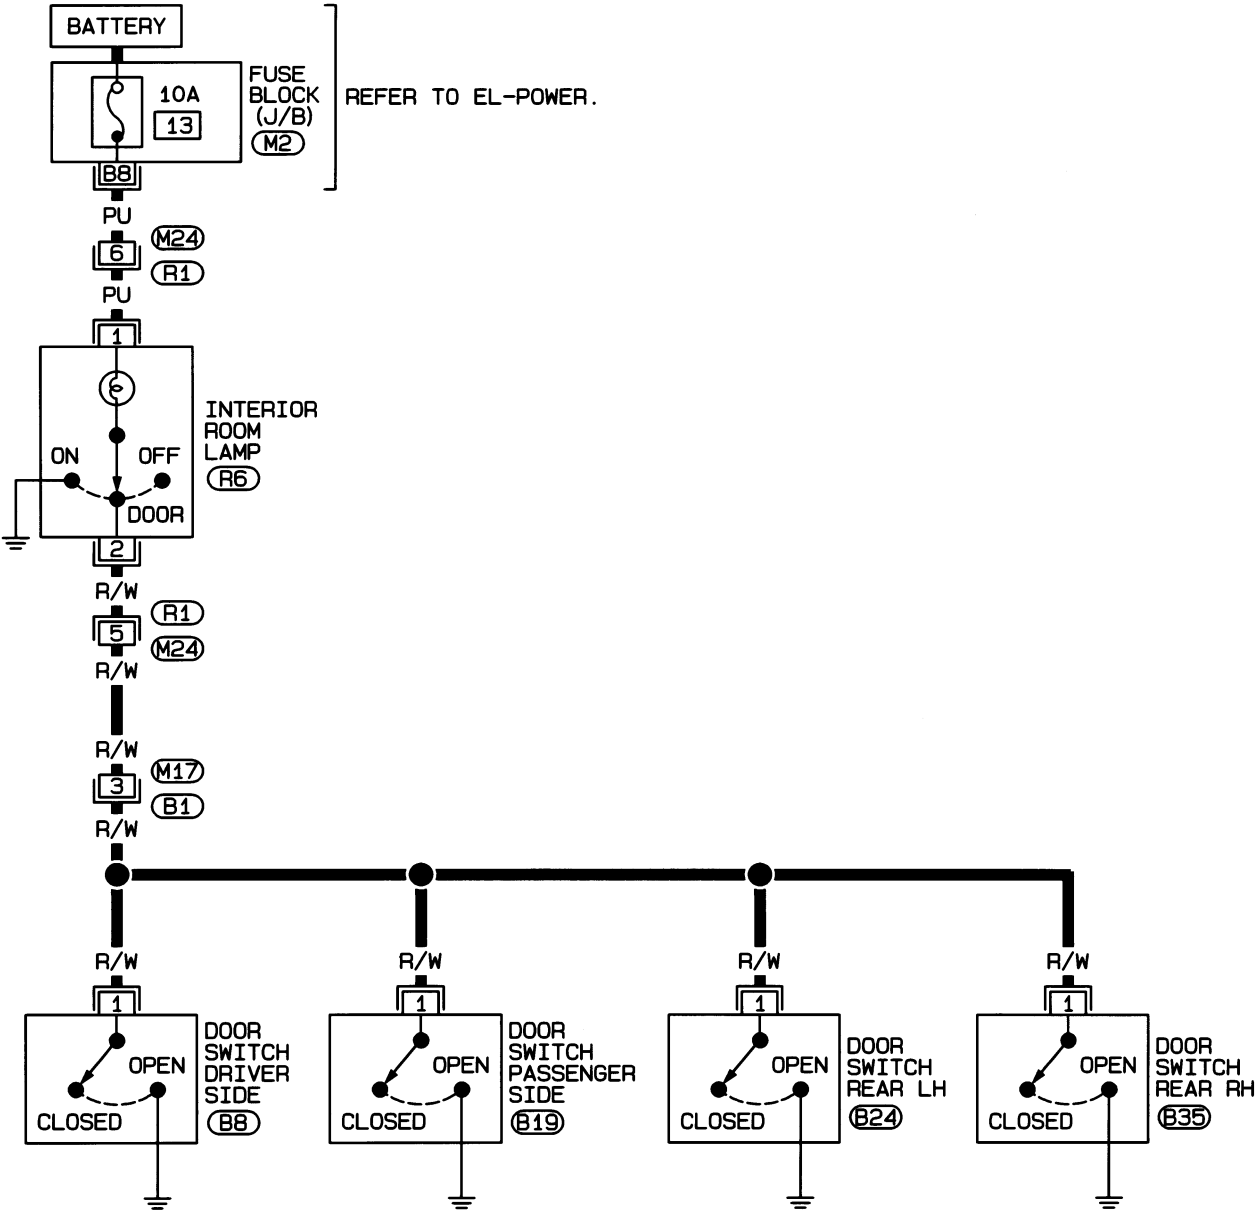 BATTERY
10A
13
FUSE
BLOCK
(J/B)
M2
REFER TO EL-POWER.
B8
PU
M24
6
R1
PU
1
INTERIOR
ROOM
LAMP
R6
ON
OFF
DOOR
2
R/W
R1
5
M24
R/W
R/W
M17
3
B1
R/W
R/W
R/W
R/W
R/W
1
1
1
1
DOOR
SWITCH
DRIVER
SIDE
B8
OPEN
CLOSED
DOOR
SWITCH
PASSENGER
SIDE
B19
OPEN
CLOSED
DOOR
SWITCH
REAR LH
B24
OPEN
CLOSED
DOOR
SWITCH
REAR RH
B35
OPEN
CLOSED